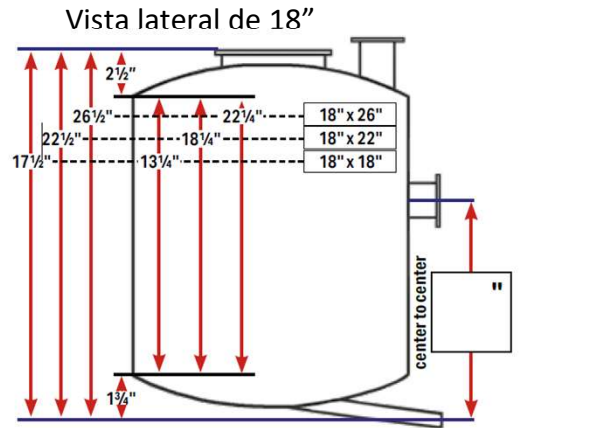 Vista lateral de 18”
2½"
26½" 22¼" 18" x 26"
22½" 18¼" 18" x 22"
17½" 13¼" 18" x 18"
"
center to center
1¾"